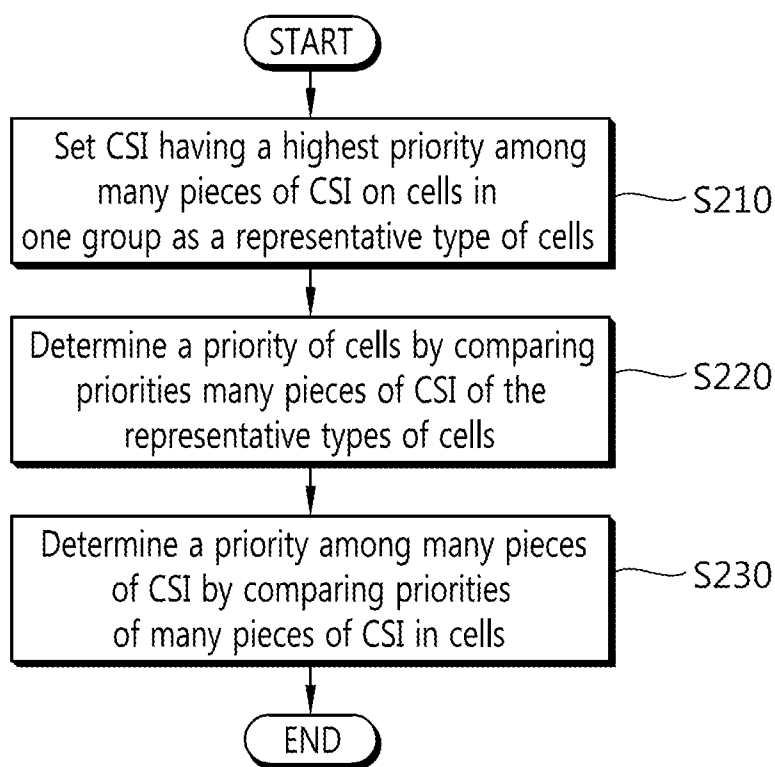 START
Set CSI having a highest priority among
many pieces of CSI on cells in
one group as a representative type of cells
S210
Determine a priority of cells by comparing
priorities many pieces of CSI of the
representative types of cells
S220
Determine a priority among many pieces
of CSI by comparing priorities
of many pieces of CSI in cells
S230
END